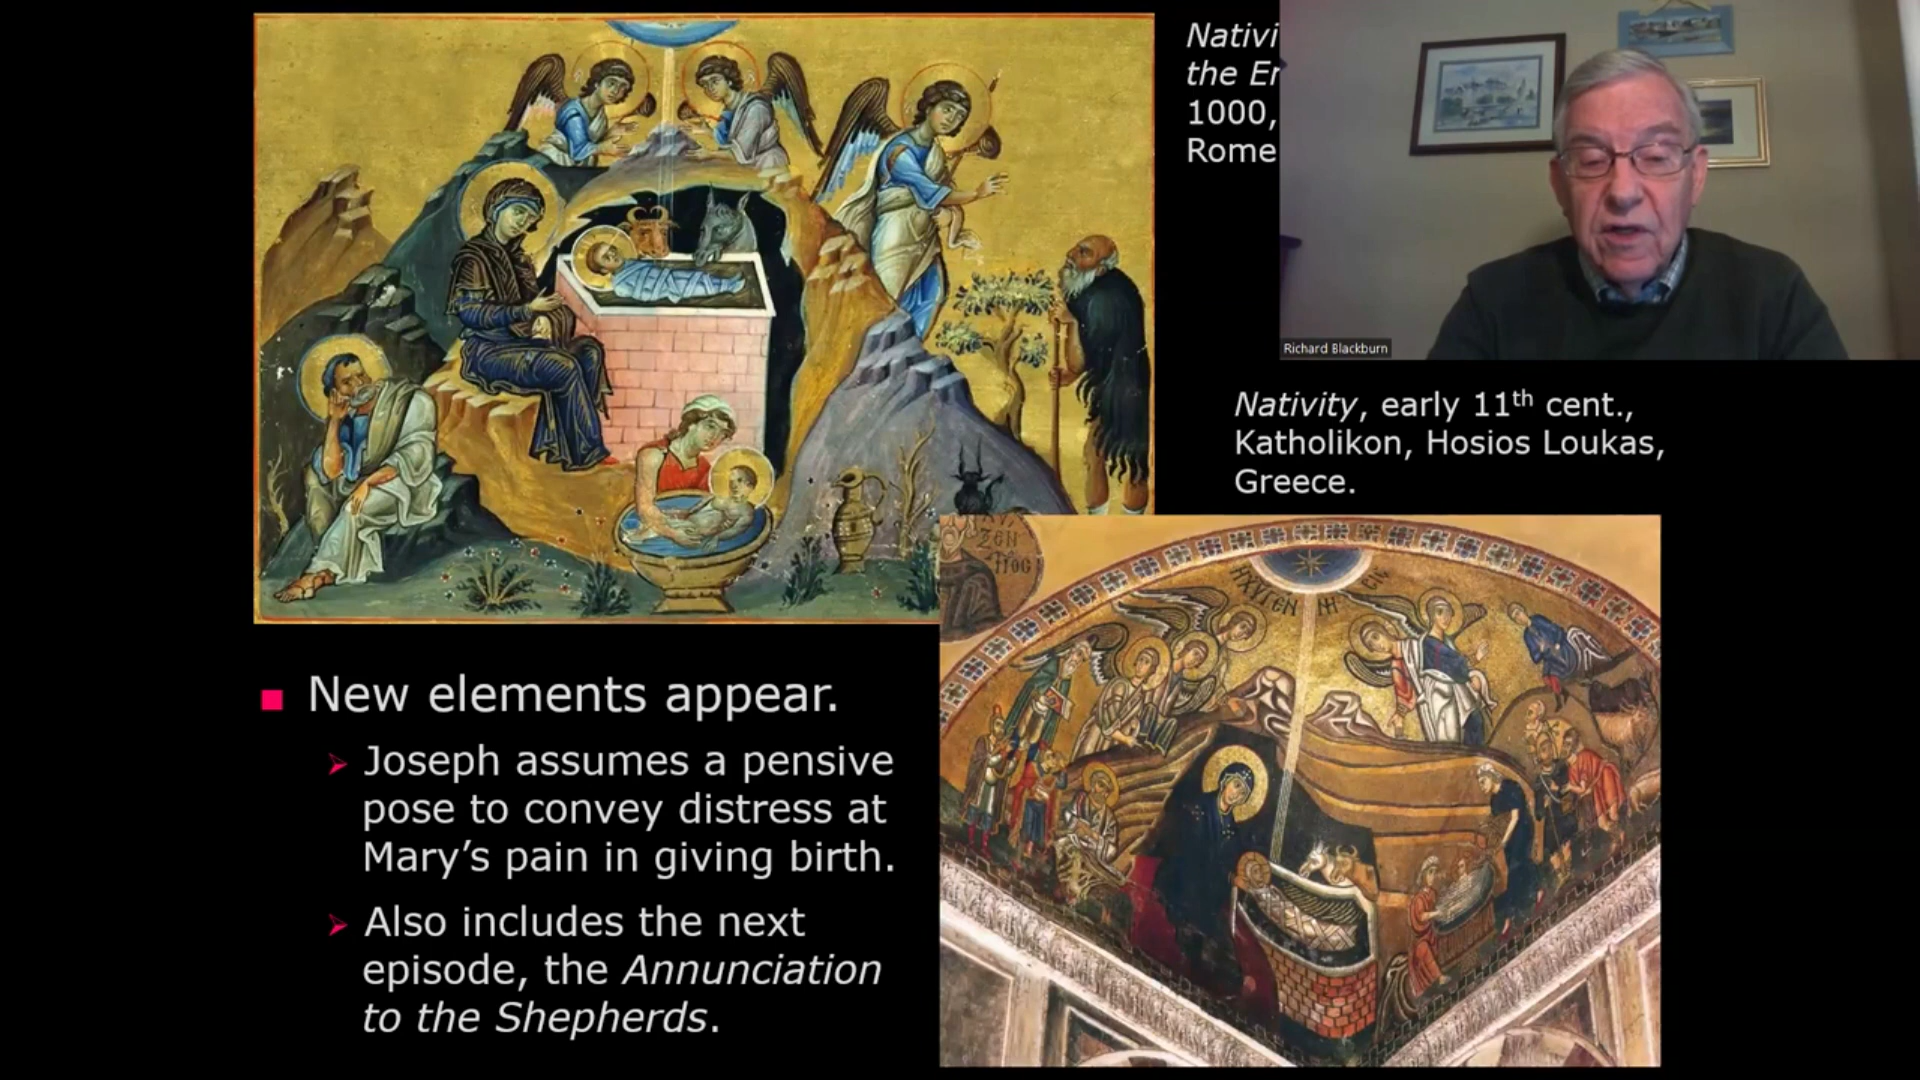 Nativi
the Er
1000,
Rome
Richard Blackburn
Nativity, early 11th cent.,
Katholikon, Hosios Loukas,
Greece.
New elements appear.
Joseph assumes a pensive
pose to convey distress at
Mary’s pain in giving birth.
Also includes the next
episode, the Annunciation
to the Shepherds.